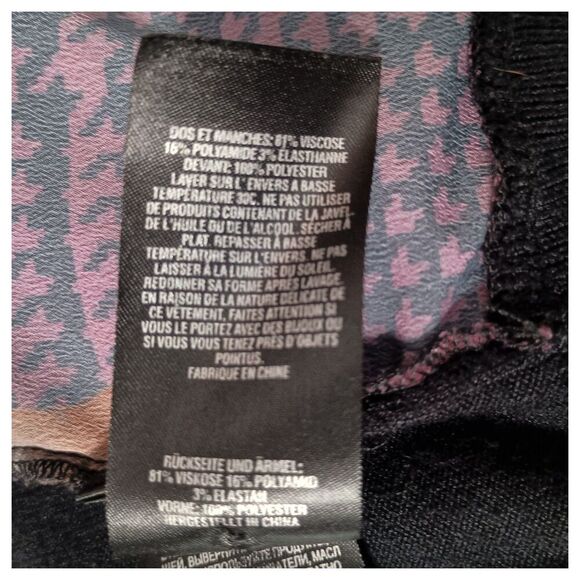 DOS ET MANCHES: 81% VISCOSE
16% POLYAMIDE 3% ELASTHANNE
DEVANT: 100% POLYESTER
LAVER SUR L'ENVERS A BASSE
TEMPÉRATURE 30C. NE PAS UTILISER
DE PRODUITS CONTENANT DE LA JAVEL-
DE L'HUILE OU DE L'ALCOOL. SÉCHER À
PLAT. REPASSER À BASSE
TEMPÉRATURE SUR L'ENVERS. NE PAS
LAISSER À LA LUMIÈRE DU SOLEIL.
REDONNER SA FORME APRÈS LAVAGE.
EN RAISON DE LA NATURE DÉLICATE DE
CE VÊTEMENT, FAITES ATTENTION SI
VOUS LE PORTEZ AVEC DES BIJOUX OU
SI VOUS VOUS TENEZ PRÈS D'OBJETS
POINTUS.
FABRIQUE EN CHINE
RÜCKSEITE UND ÄRMEL:
81% VISKOSE 16% POLYAMID
3% ELASTAN
VORNE: 100% POLYESTER
HERGESTELLT IN CHINA